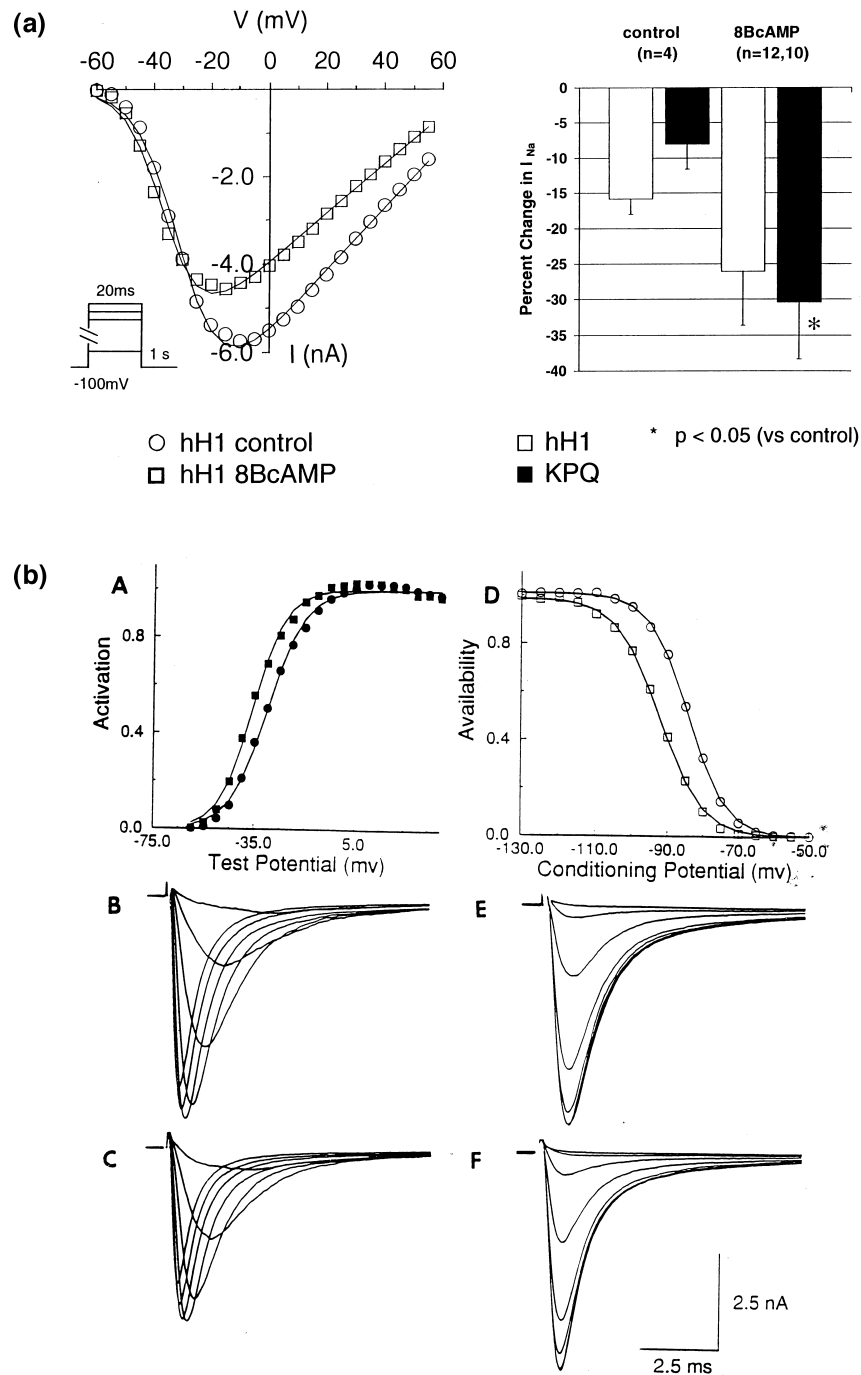 (a)
V (mV)
-60 -40 -20 0 20 40 60
-2.0
-4.0
-6.0
I (nA)
20ms
1 s
-100mV
control
(n=4)
8BcAMP
(n=12,10)
Percent Change in I Na
0
-5
-10
-15
-20
-25
-30
-35
-40
*
hH1 control
hH1 8BcAMP
hH1
KPQ
* p < 0.05 (vs control)
(b)
A
Activation
0.8
0.4
0.0
-75.0 -35.0 5.0
Test Potential (mv)
D
Availability
0.8
0.4
0.0
-130.0 -110.0 -90.0 -70.0 -50.0
Conditioning Potential (mv)
B
E
C
F
2.5 nA
2.5 ms